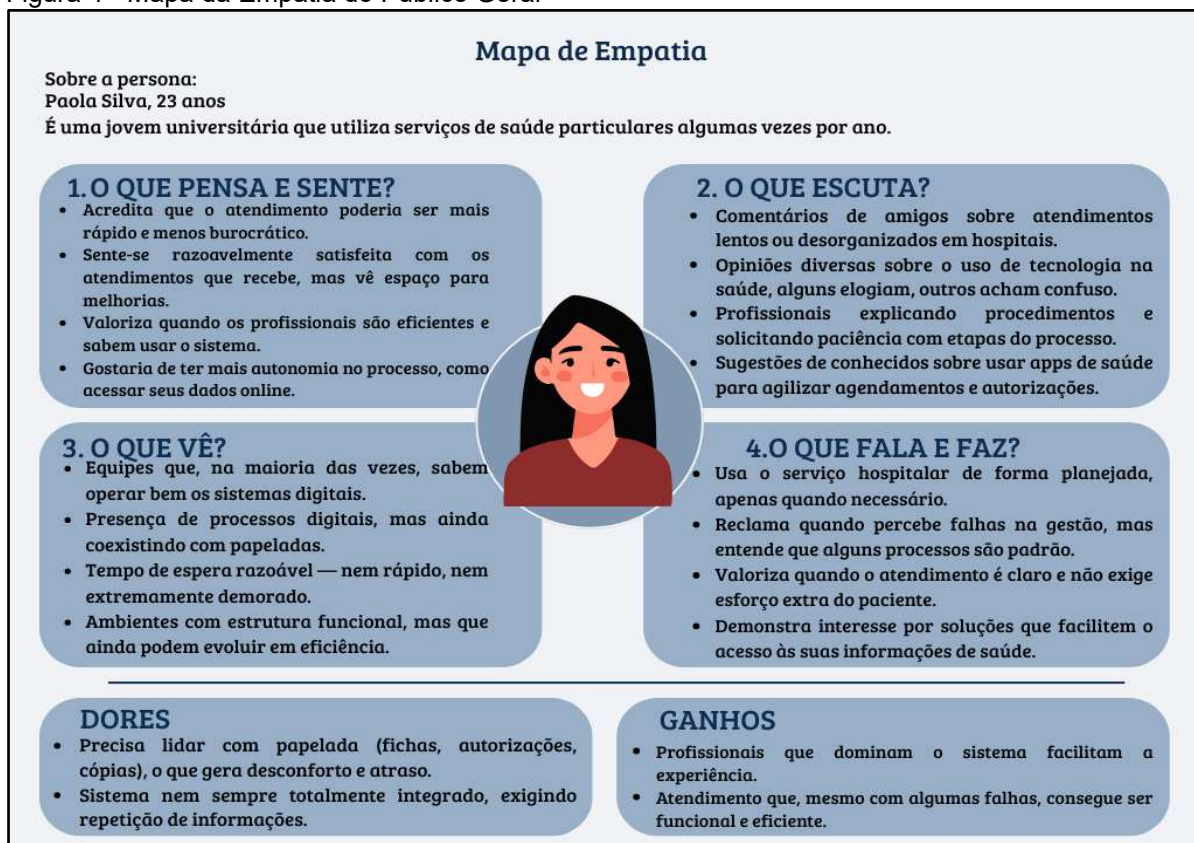 Mapa de Empatia
Sobre a persona:
Paola Silva, 23 anos
É uma jovem universitária que utiliza serviços de saúde particulares algumas vezes por ano.
1.O QUE PENSA E SENTE?
• Acredita que o atendimento poderia ser mais
rápido e menos burocrático.
• Sente-se razoavelmente satisfeita com os
atendimentos que recebe, mas vê espaço para
melhorias.
• Valoriza quando os profissionais são eficientes e
sabem usar o sistema.
• Gostaria de ter mais autonomia no processo, como
acessar seus dados online.
2. O QUE ESCUTA?
• Comentários de amigos sobre atendimentos
lentos ou desorganizados em hospitais.
• Opiniões diversas sobre o uso de tecnologia na
saúde, alguns elogiam, outros acham confuso.
• Profissionais explicando procedimentos e
solicitando paciência com etapas do processo.
• Sugestões de conhecidos sobre usar apps de saúde
para agilizar agendamentos e autorizações.
3. O QUE VÊ?
• Equipes que, na maioria das vezes, sabem
operar bem os sistemas digitais.
• Presença de processos digitais, mas ainda
coexistindo com papeladas.
• Tempo de espera razoável — nem rápido, nem
extremamente demorado.
• Ambientes com estrutura funcional, mas que
ainda podem evoluir em eficiência.
4.O QUE FALA E FAZ?
• Usa o serviço hospitalar de forma planejada,
apenas quando necessário.
• Reclama quando percebe falhas na gestão, mas
entende que alguns processos são padrão.
• Valoriza quando o atendimento é claro e não exige
esforço extra do paciente.
• Demonstra interesse por soluções que facilitem o
acesso às suas informações de saúde.
DORES
• Precisa lidar com papelada (fichas, autorizações,
cópias), o que gera desconforto e atraso.
• Sistema nem sempre totalmente integrado, exigindo
repetição de informações.
GANHOS
• Profissionais que dominam o sistema facilitam a
experiência.
• Atendimento que, mesmo com algumas falhas, consegue ser
funcional e eficiente.